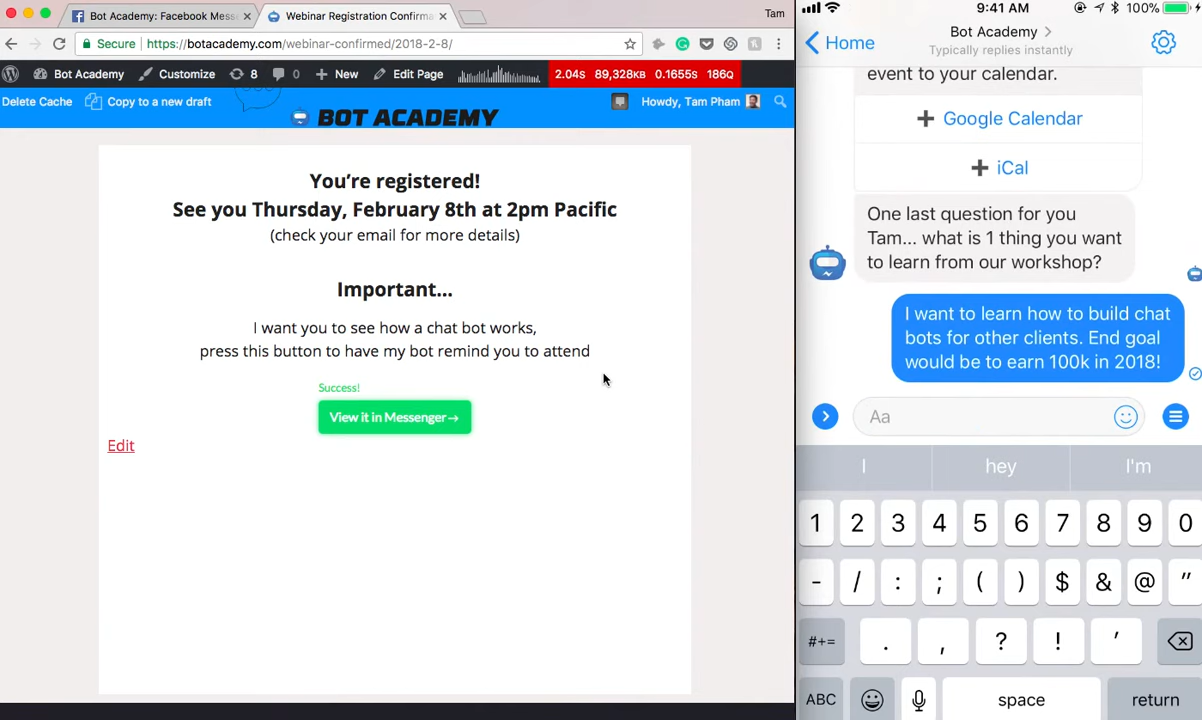 Bot Academy: Facebook Mess
Webinar Registration Confirma
Tam
Secure
https://botacademy.com/webinar-confirmed/2018-2-8/
Bot Academy
Customize
8
0
New
Edit Page
2.04S 89,328KB 0.1655S 186Q
Delete Cache
Copy to a new draft
Howdy, Tam Pham
BOT ACADEMY
You're registered!
See you Thursday, February 8th at 2pm Pacific
(check your email for more details)
Important...
I want you to see how a chat bot works,
press this button to have my bot remind you to attend
Success!
View it in Messenger →
Edit
9:41 AM
100%
Home
Bot Academy
Typically replies instantly
event to your calendar.
Google Calendar
iCal
One last question for you
Tam... what is 1 thing you want
to learn from our workshop?
I want to learn how to build chat
bots for other clients. End goal
would be to earn 100k in 2018!
Aa
I hey I'm
1 2 3 4 5 6 7 8 9 0
- / : ; ( ) $ & @ "
#+= . , ? ! '
ABC space return